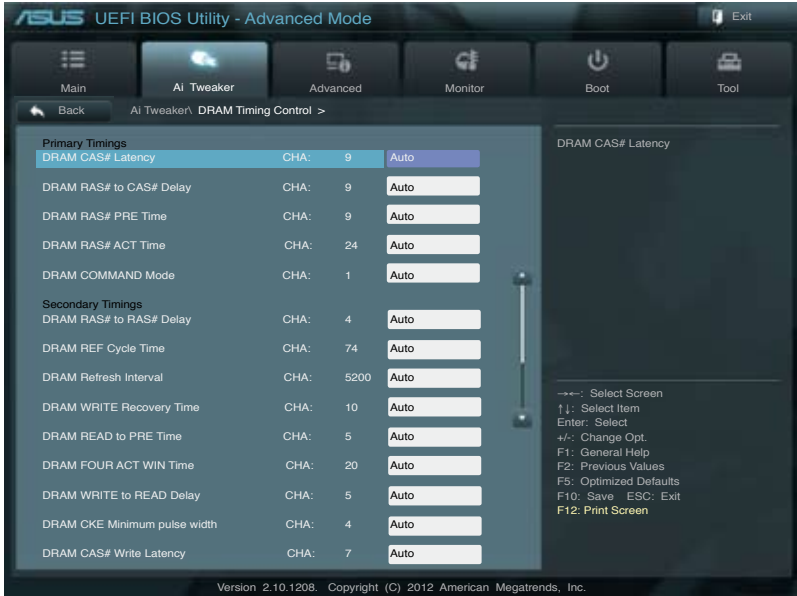 ASUS UEFI BIOS Utility - Advanced Mode
Exit
Main
Ai Tweaker
Advanced
Monitor
Boot
Tool
Back
Ai Tweaker\ DRAM Timing Control >
Primary Timings
DRAM CAS# Latency CHA: 9 Auto
DRAM RAS# to CAS# Delay CHA: 9 Auto
DRAM RAS# PRE Time CHA: 9 Auto
DRAM RAS# ACT Time CHA: 24 Auto
DRAM COMMAND Mode CHA: 1 Auto
Secondary Timings
DRAM RAS# to RAS# Delay CHA: 4 Auto
DRAM REF Cycle Time CHA: 74 Auto
DRAM Refresh Interval CHA: 5200 Auto
DRAM WRITE Recovery Time CHA: 10 Auto
DRAM READ to PRE Time CHA: 5 Auto
DRAM FOUR ACT WIN Time CHA: 20 Auto
DRAM WRITE to READ Delay CHA: 5 Auto
DRAM CKE Minimum pulse width CHA: 4 Auto
DRAM CAS# Write Latency CHA: 7 Auto
DRAM CAS# Latency
→←: Select Screen
↑↓: Select Item
Enter: Select
+/-: Change Opt.
F1: General Help
F2: Previous Values
F5: Optimized Defaults
F10: Save ESC: Exit
F12: Print Screen
Version 2.10.1208. Copyright (C) 2012 American Megatrends, Inc.